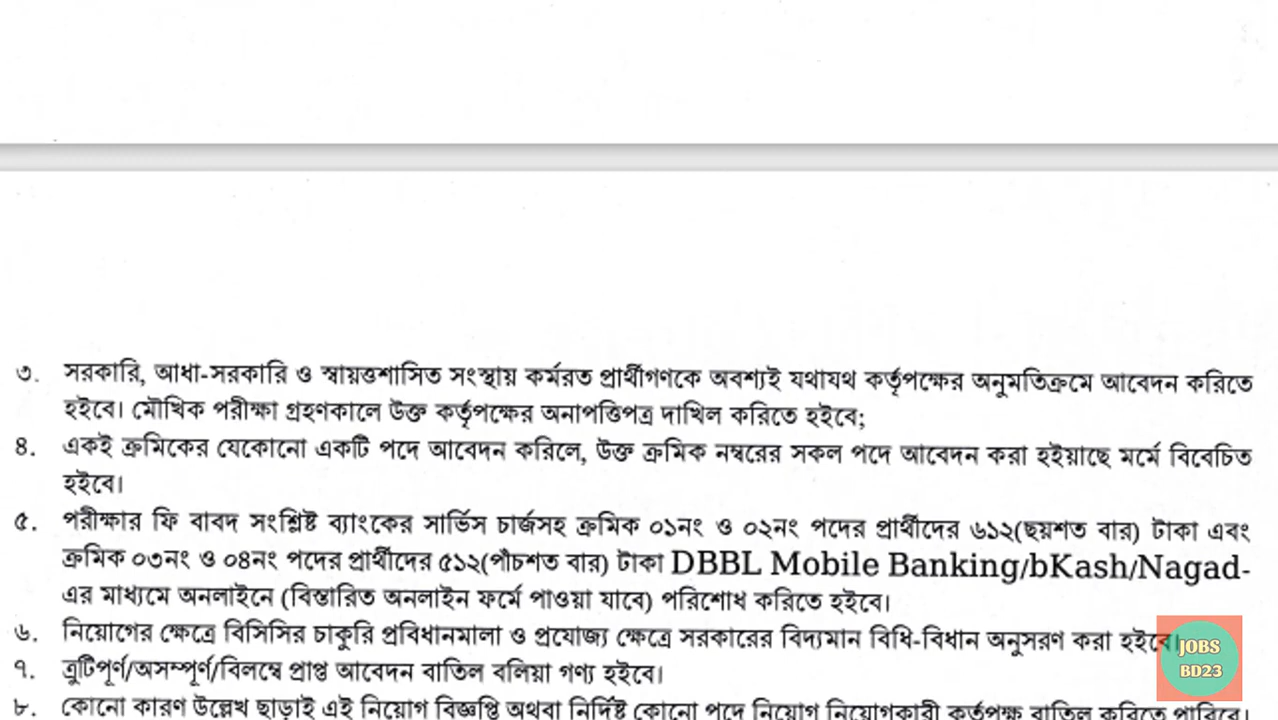 ৩. সরকারি, আধা-সরকারি ও স্বায়ত্তশাসিত সংস্থায় কর্মরত প্রার্থীগণকে অবশ্যই যথাযথ কর্তৃপক্ষের অনুমতিক্রমে আবেদন করিতে
হইবে। মৌখিক পরীক্ষা গ্রহণকালে উক্ত কর্তৃপক্ষের অনাপত্তিপত্র দাখিল করিতে হইবে;
৪. একই ক্রমিকের যেকোনো একটি পদে আবেদন করিলে, উক্ত ক্রমিক নম্বরের সকল পদে আবেদন করা হইয়াছে মর্মে বিবেচিত
হইবে।
৫. পরীক্ষার ফি বাবদ সংশ্লিষ্ট ব্যাংকের সার্ভিস চার্জসহ ক্রমিক ০১নং ও ০২নং পদের প্রার্থীদের ৬১২(ছয়শত বার) টাকা এবং
ক্রমিক ০৩নং ও ০৪নং পদের প্রার্থীদের ৫১২(পাঁচশত বার) টাকা DBBL Mobile Banking/bKash/Nagad-
এর মাধ্যমে অনলাইনে (বিস্তারিত অনলাইন ফর্মে পাওয়া যাবে) পরিশোধ করিতে হইবে।
৬. নিয়োগের ক্ষেত্রে বিসিসির চাকুরি প্রবিধানমালা ও প্রযোজ্য ক্ষেত্রে সরকারের বিদ্যমান বিধি-বিধান অনুসরণ করা হইবে।
৭. ত্রুটিপূর্ণ/অসম্পূর্ণ/বিলম্বে প্রাপ্ত আবেদন বাতিল বলিয়া গণ্য হইবে।
৮. কোনো কারণ উল্লেখ ছাড়াই এই নিয়োগ বিজ্ঞপ্তি অথবা নির্দিষ্ট কোনো পদে নিয়োগ নিয়োগকারী কর্তৃপক্ষ বাতিল করিতে পারিবে।
JOBS
BD23